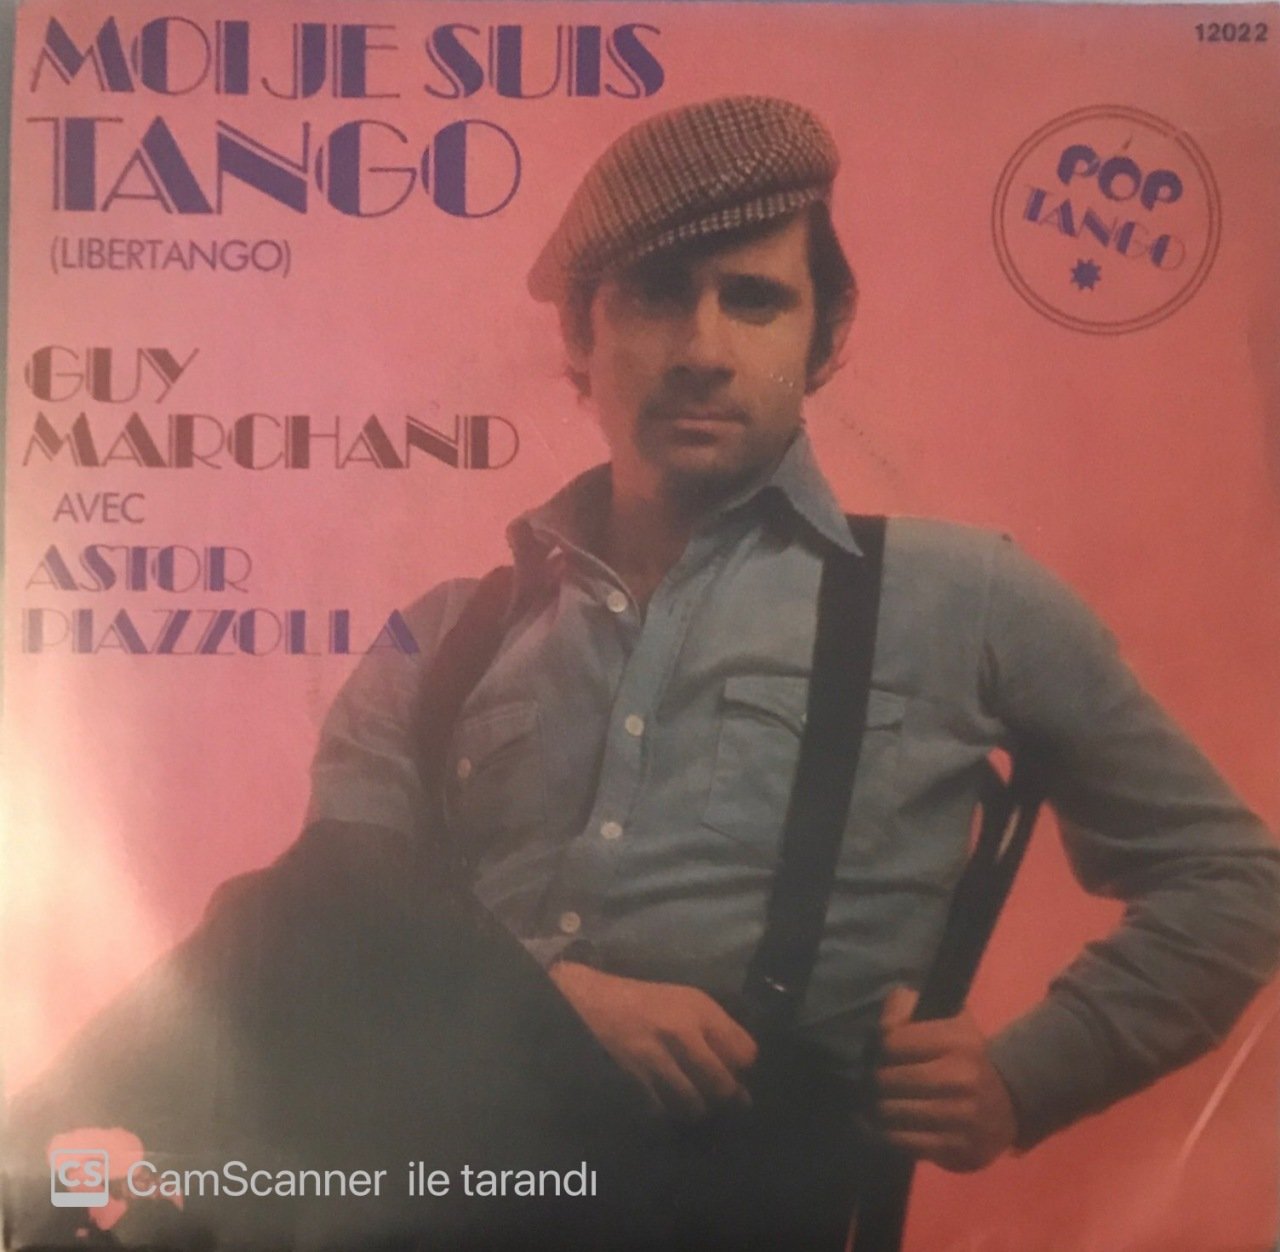 MOI JE SUIS
TANGO
(LIBERTANGO)
GUY
MARCHAND
AVEC
ASTOR
PIAZZOLLA
12022
POP
TANGO
CS CamScanner ile tarandı